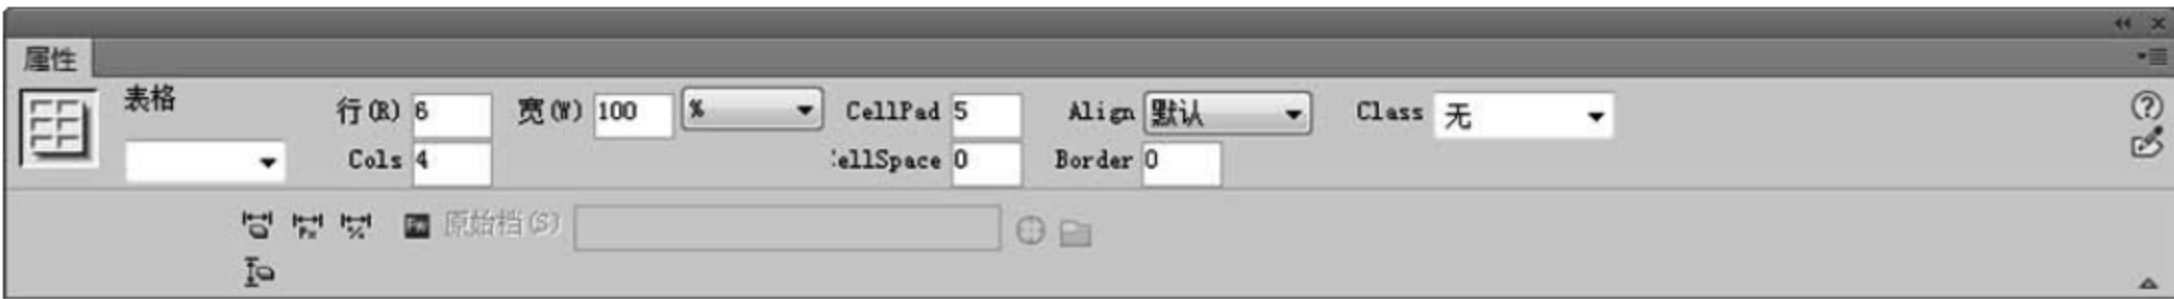 属性
表格
行(R) 6 宽(W) 100 % CellPad 5 Align 默认 Class 无
Cols 4 :ellSpace 0 Border 0
Fw 原始档(S)